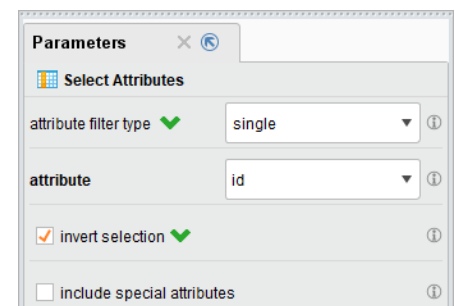 Parameters
Select Attributes
attribute filter type single
attribute id
invert selection
include special attributes